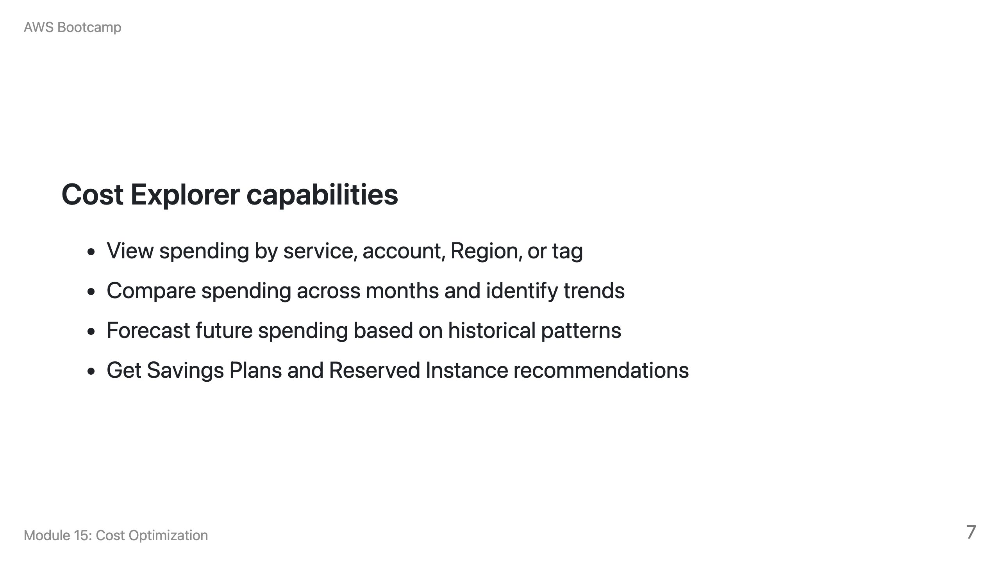 AWS Bootcamp
Cost Explorer capabilities
• View spending by service, account, Region, or tag
• Compare spending across months and identify trends
• Forecast future spending based on historical patterns
• Get Savings Plans and Reserved Instance recommendations
Module 15: Cost Optimization
7